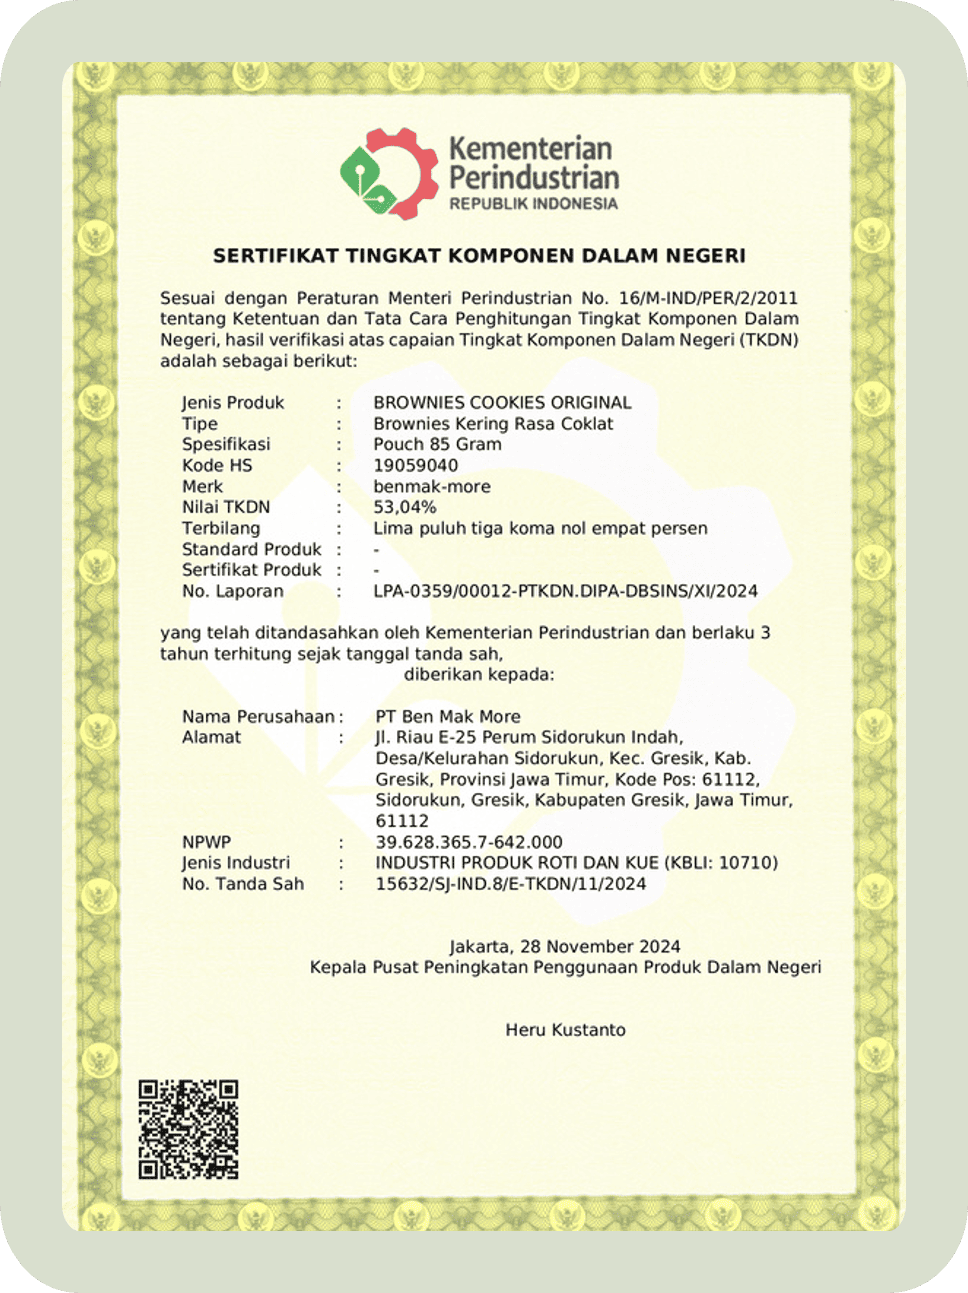 Kementerian
Perindustrian
REPUBLIK INDONESIA
SERTIFIKAT TINGKAT KOMPONEN DALAM NEGERI
Sesuai dengan Peraturan Menteri Perindustrian No. 16/M-IND/PER/2/2011
tentang Ketentuan dan Tata Cara Penghitungan Tingkat Komponen Dalam
Negeri, hasil verifikasi atas capaian Tingkat Komponen Dalam Negeri (TKDN)
adalah sebagai berikut:
Jenis Produk : BROWNIES COOKIES ORIGINAL
Tipe : Brownies Kering Rasa Coklat
Spesifikasi : Pouch 85 Gram
Kode HS : 19059040
Merk : benmak-more
Nilai TKDN : 53,04%
Terbilang : Lima puluh tiga koma nol empat persen
Standard Produk : -
Sertifikat Produk : -
No. Laporan : LPA-0359/00012-PTKDN.DIPA-DBSINS/XI/2024
yang telah ditandasahkan oleh Kementerian Perindustrian dan berlaku 3
tahun terhitung sejak tanggal tanda sah,
diberikan kepada:
Nama Perusahaan : PT Ben Mak More
Alamat : Jl. Riau E-25 Perum Sidorukun Indah,
Desa/Kelurahan Sidorukun, Kec. Gresik, Kab.
Gresik, Provinsi Jawa Timur, Kode Pos: 61112,
Sidorukun, Gresik, Kabupaten Gresik, Jawa Timur,
61112
NPWP : 39.628.365.7-642.000
Jenis Industri : INDUSTRI PRODUK ROTI DAN KUE (KBLI: 10710)
No. Tanda Sah : 15632/SJ-IND.8/E-TKDN/11/2024
Jakarta, 28 November 2024
Kepala Pusat Peningkatan Penggunaan Produk Dalam Negeri
Heru Kustanto